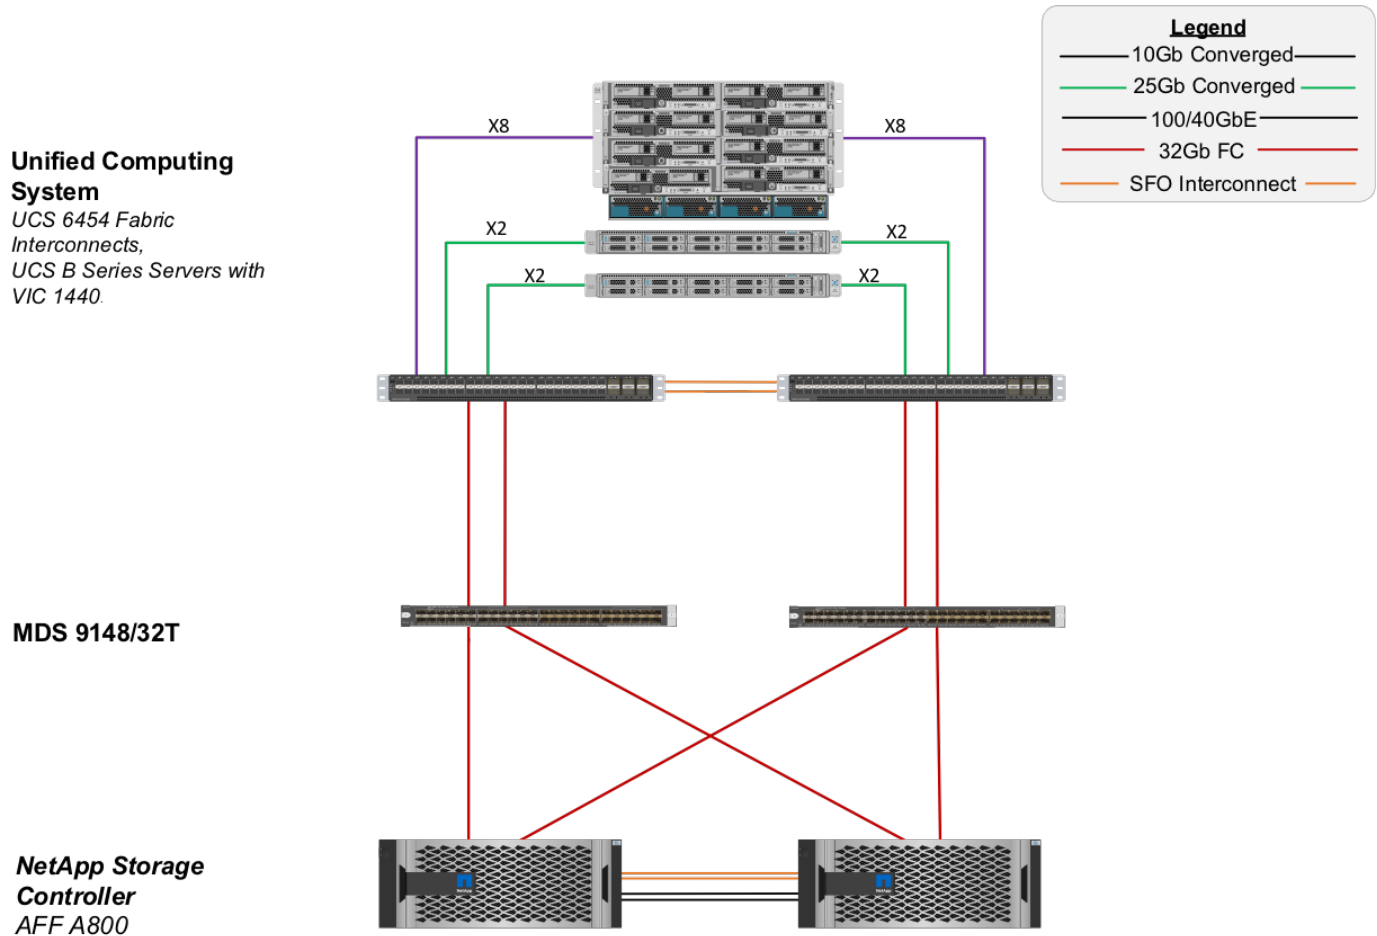 Legend
10Gb Converged
25Gb Converged
100/40GbE
32Gb FC
SFO Interconnect
X8
X8
Unified Computing
System
UCS 6454 Fabric
Interconnects,
UCS B Series Servers with
VIC 1440.
X2
X2
X2
X2
MDS 9148/32T
NetApp Storage
Controller
AFF A800
NetApp
NetApp